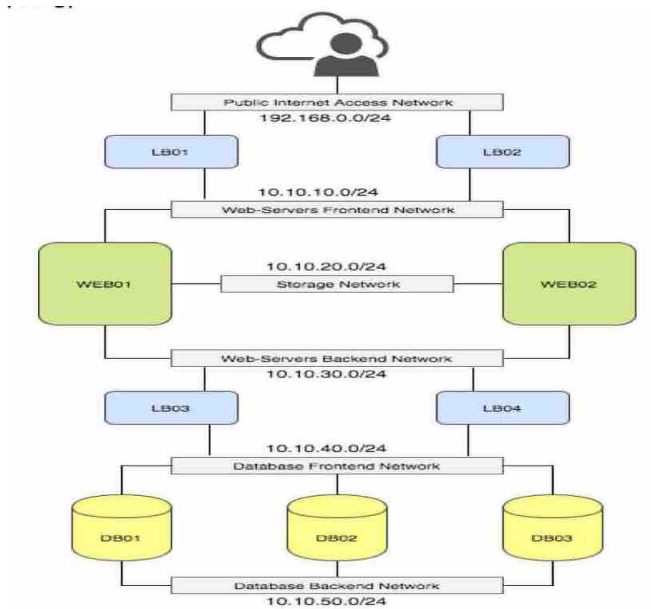 Public Internet Access Network
192.168.0.0/24
LB01 LB02
10.10.10.0/24
Web-Servers Frontend Network
10.10.20.0/24
WEB01 Storage Network WEB02
Web-Servers Backend Network
10.10.30.0/24
LB03 LB04
10.10.40.0/24
Database Frontend Network
DB01 DB02 DB03
Database Backend Network
10.10.50.0/24